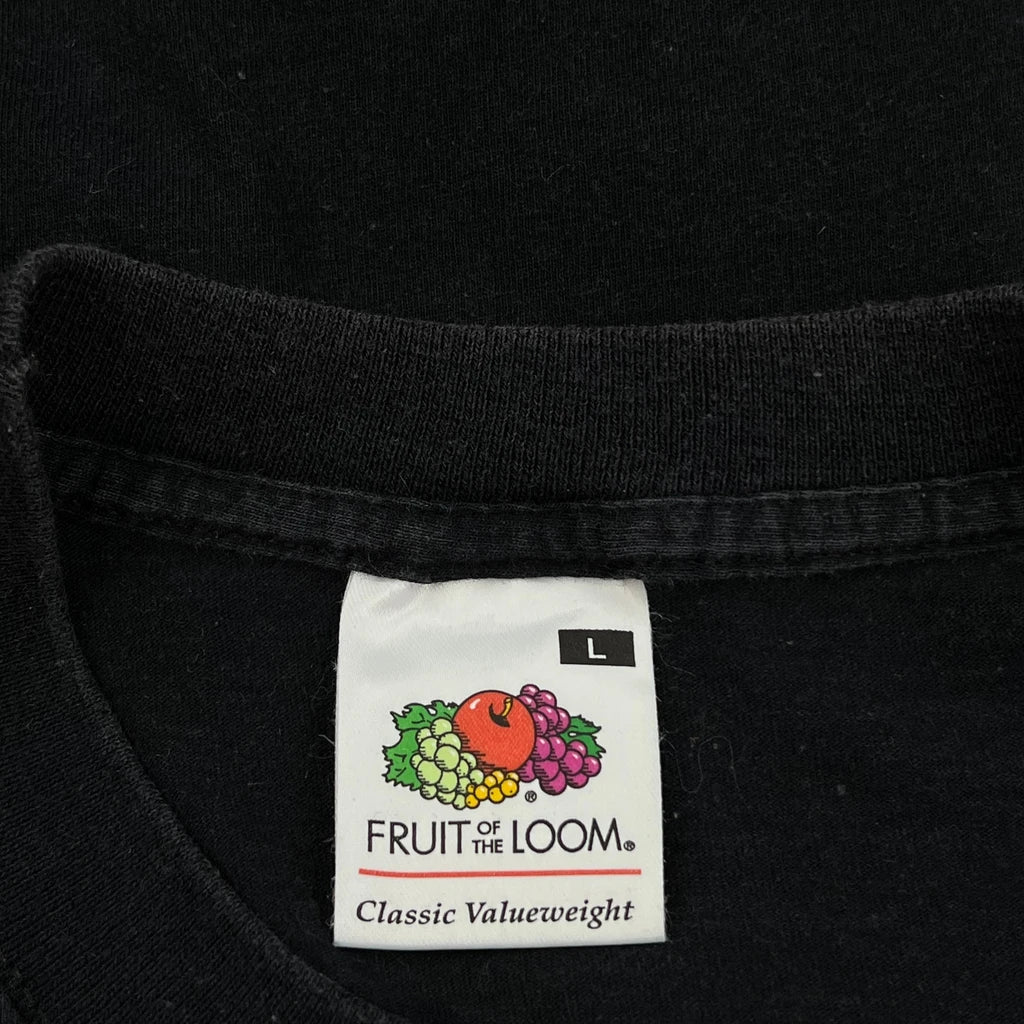 L
®
FRUIT OF THE LOOM®
Classic Valueweight